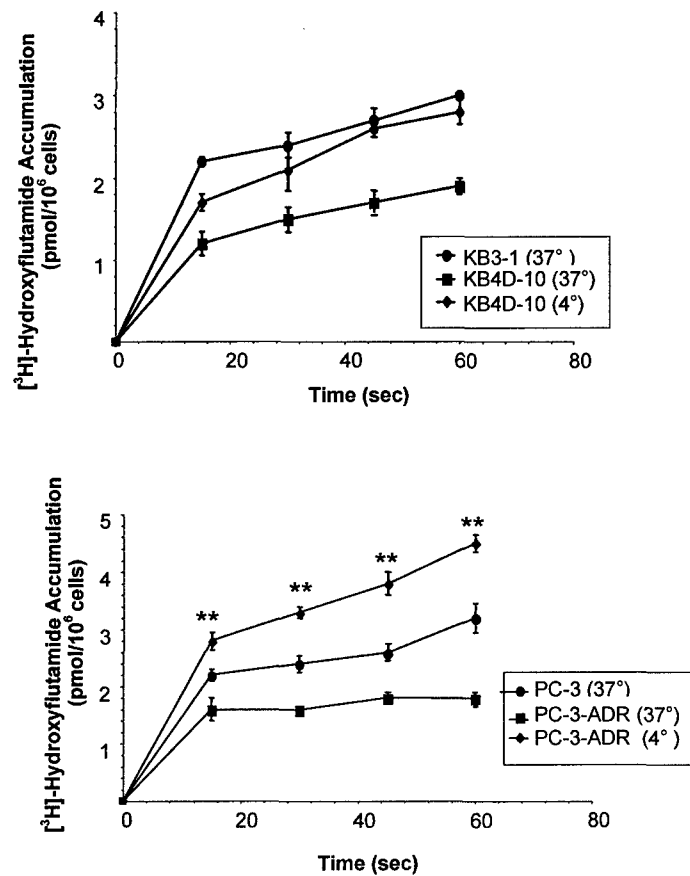 [³H]-Hydroxyflutamide Accumulation
(pmol/10⁶ cells)
4
3
2
1
0
20
40
60
80
Time (sec)
KB3-1 (37°)
KB4D-10 (37°)
KB4D-10 (4°)
[³H]-Hydroxyflutamide Accumulation
(pmol/10⁶ cells)
5
4
3
2
1
**
**
**
**
0
20
40
60
80
Time (sec)
PC-3 (37°)
PC-3-ADR (37°)
PC-3-ADR (4°)